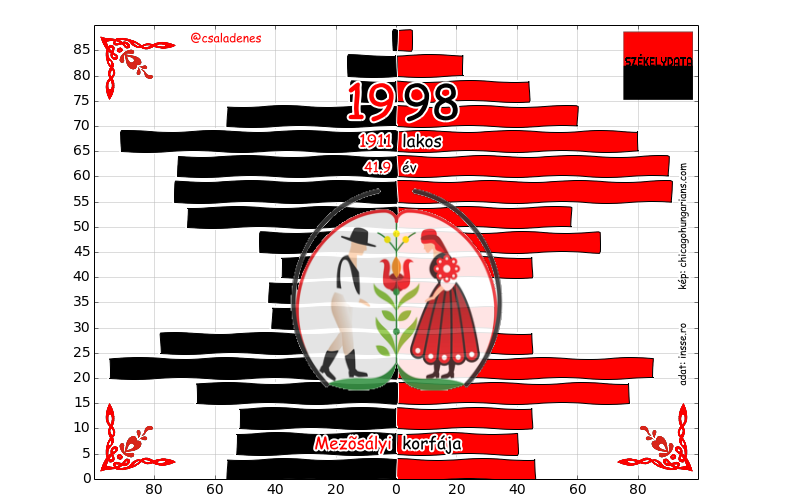 @csaladenes
SZÉKELYDATA
1998
1911 lakos
41.9 év
kép: chicagohungarians.com
adat: insse.ro
Mezősályi korfája
85
80
75
70
65
60
55
50
45
40
35
30
25
20
15
10
5
0
80 60 40 20 0 20 40 60 80